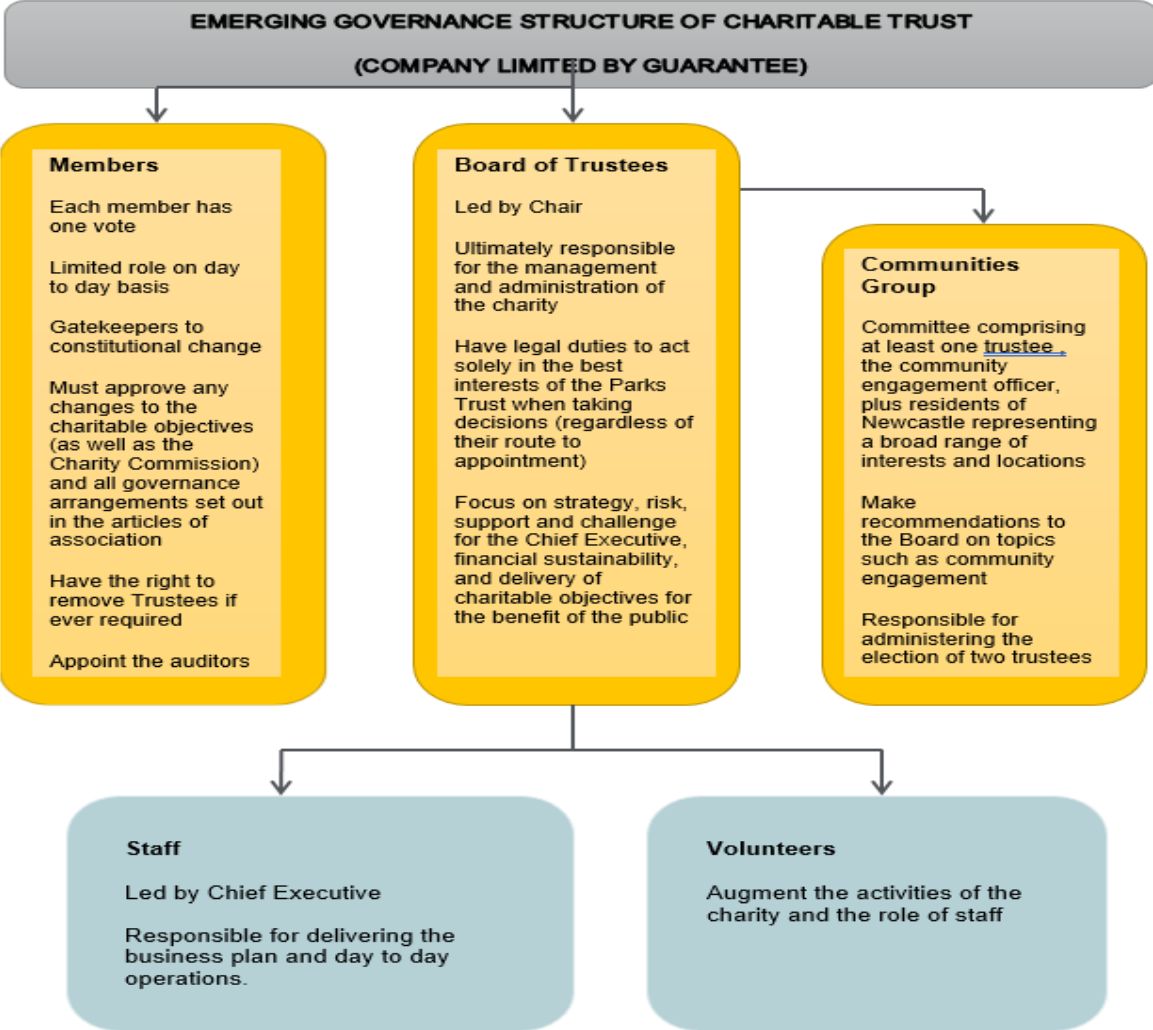 EMERGING GOVERNANCE STRUCTURE OF CHARITABLE TRUST
(COMPANY LIMITED BY GUARANTEE)
Members
Each member has
one vote
Limited role on day
to day basis
Gatekeepers to
constitutional change
Must approve any
changes to the
charitable objectives
(as well as the
Charity Commission)
and all governance
arrangements set out
in the articles of
association
Have the right to
remove Trustees if
ever required
Appoint the auditors
Board of Trustees
Led by Chair
Ultimately responsible
for the management
and administration of
the charity
Have legal duties to act
solely in the best
interests of the Parks
Trust when taking
decisions (regardless of
their route to
appointment)
Focus on strategy, risk,
support and challenge
for the Chief Executive,
financial sustainability,
and delivery of
charitable objectives for
the benefit of the public
Communities
Group
Committee comprising
at least one trustee ,
the community
engagement officer,
plus residents of
Newcastle representing
a broad range of
interests and locations
Make
recommendations to
the Board on topics
such as community
engagement
Responsible for
administering the
election of two trustees
Staff
Led by Chief Executive
Responsible for delivering the
business plan and day to day
operations.
Volunteers
Augment the activities of the
charity and the role of staff